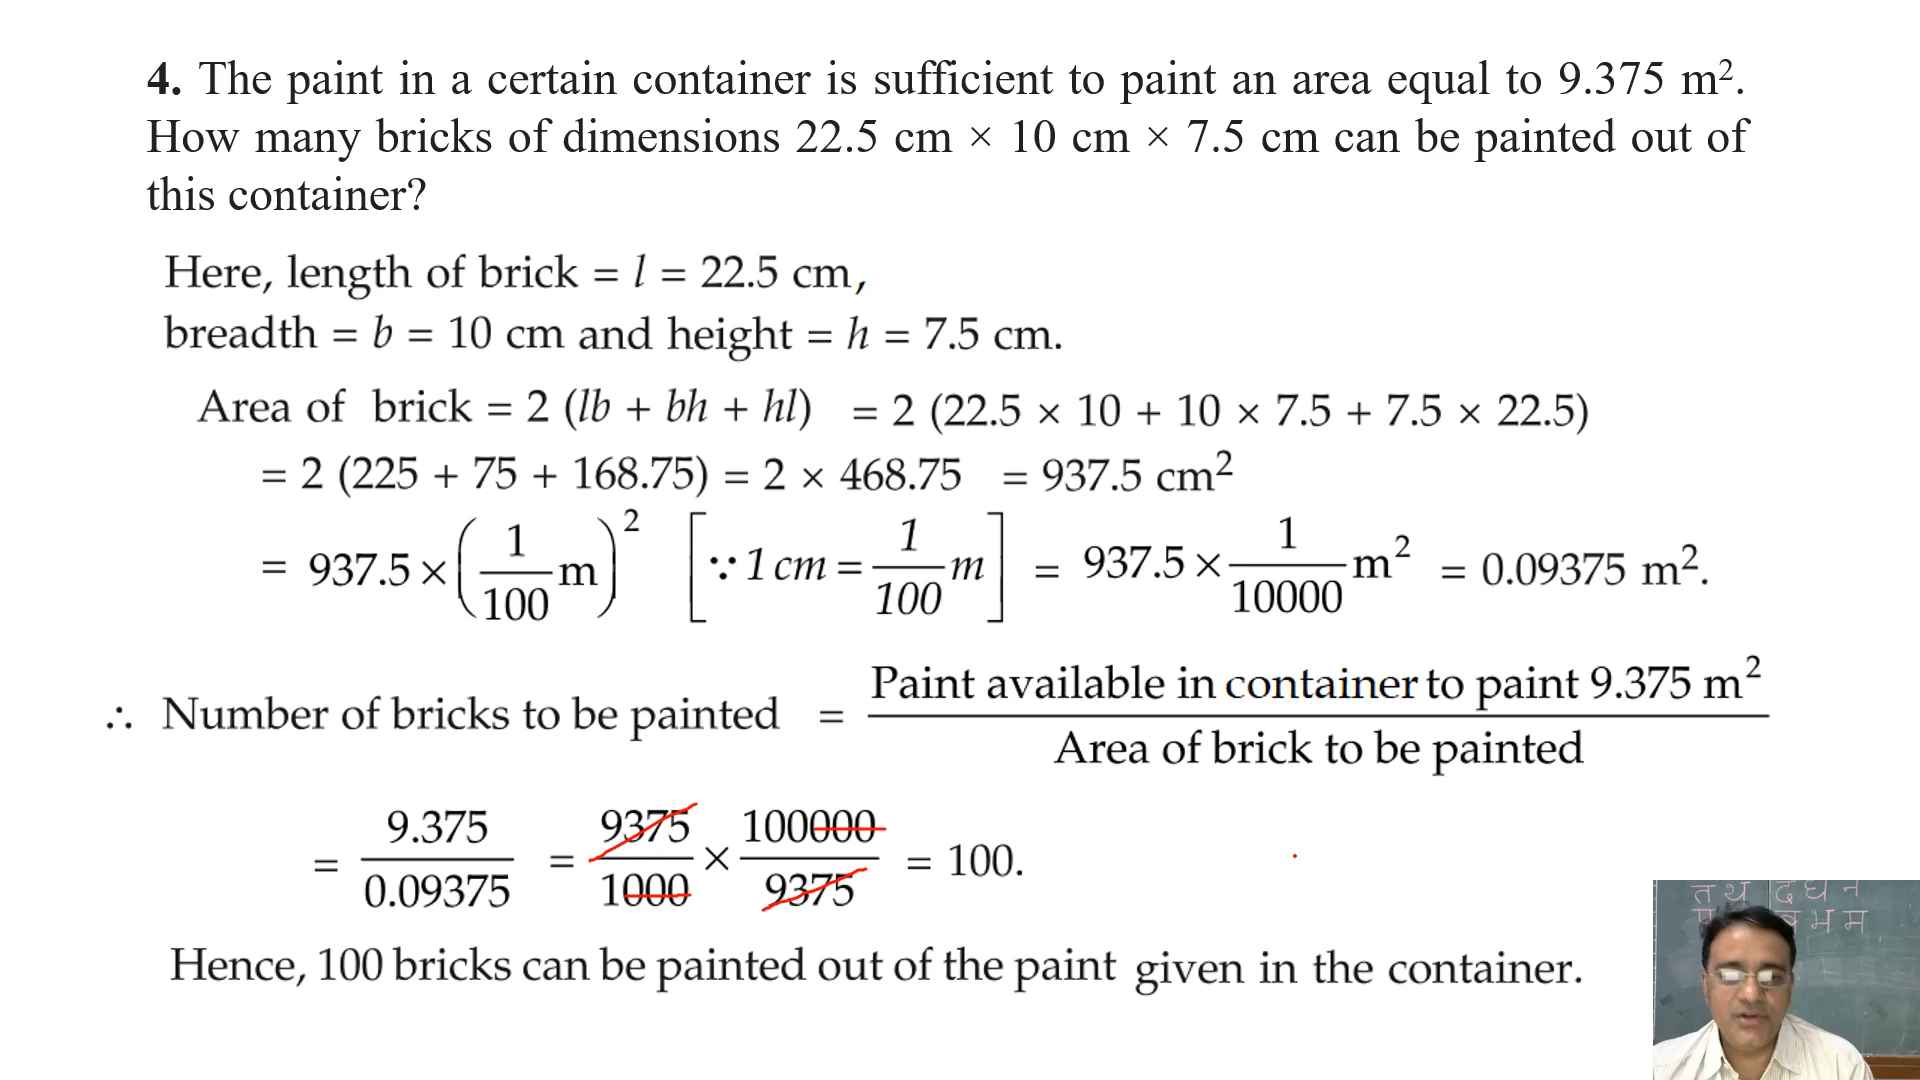 4. The paint in a certain container is sufficient to paint an area equal to 9.375 m².
How many bricks of dimensions 22.5 cm × 10 cm × 7.5 cm can be painted out of
this container?
Here, length of brick = l = 22.5 cm,
breadth = b = 10 cm and height = h = 7.5 cm.
Area of brick = 2 (lb + bh + hl) = 2 (22.5 × 10 + 10 × 7.5 + 7.5 × 22.5)
= 2 (225 + 75 + 168.75) = 2 × 468.75 = 937.5 cm²
= 937.5 × (1/100 m)² [∵ 1 cm = 1/100 m] = 937.5 × 1/10000 m² = 0.09375 m².
∴ Number of bricks to be painted = Paint available in container to paint 9.375 m² / Area of brick to be painted
= 9.375/0.09375 = 9375/1000 × 100000/9375 = 100.
Hence, 100 bricks can be painted out of the paint given in the container.
त थ द ध न
भ म